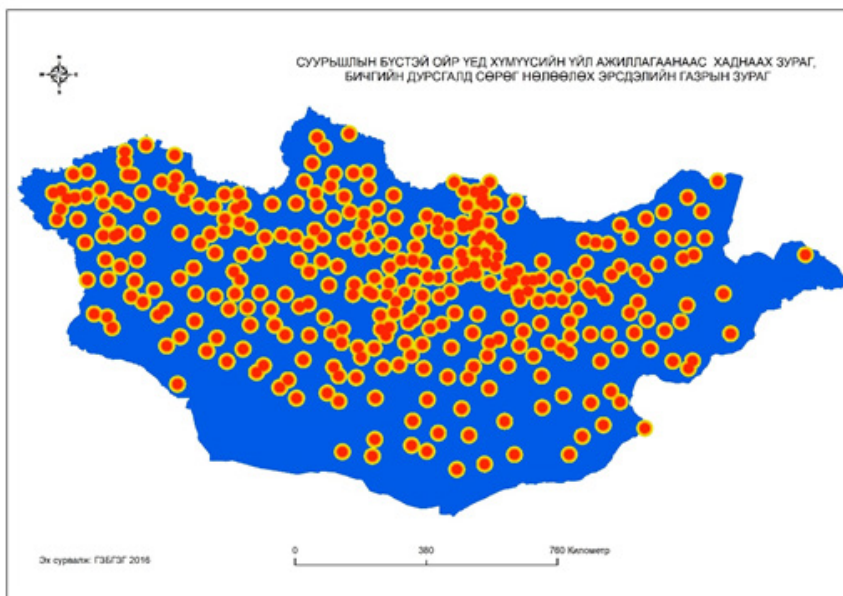 СУУРЬШЛЫН БҮСТЭЙ ОЙР ҮЕД ХҮМҮҮСИЙН ҮЙЛ АЖИЛЛАГААНААС ХАДНААХ ЗУРАГ,
БИЧГИЙН ДУРСГАЛД СӨРӨГ НӨЛӨӨЛӨХ ЭРСДЭЛИЙН ГАЗРЫН ЗУРАГ
Эх сурвалж: ГЗБГЗГ 2016
0 380 760 Километр